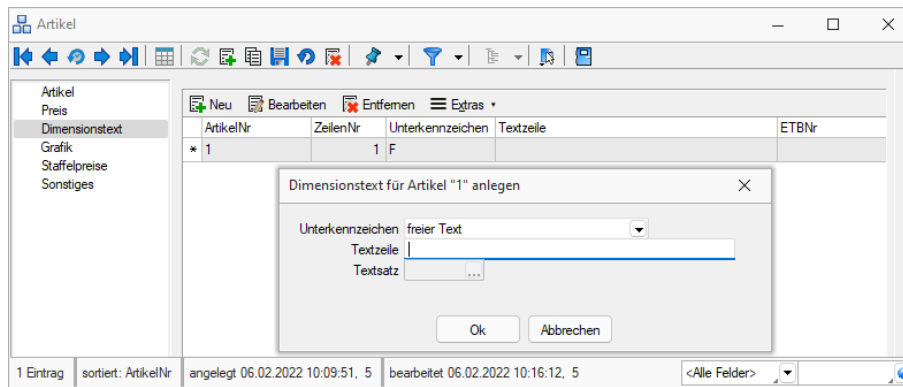 Artikel
Artikel
Preis
Dimensionstext
Grafik
Staffelpreise
Sonstiges
Neu Bearbeiten Entfernen Extras
ArtikelNr ZeilenNr Unterkennzeichen Textzeile ETBNr
* 1 1 F
Dimensionstext für Artikel "1" anlegen
Unterkennzeichen freier Text
Textzeile
Textsatz ...
Ok Abbrechen
1 Eintrag sortiert: ArtikelNr angelegt 06.02.2022 10:09:51, 5 bearbeitet 06.02.2022 10:16:12, 5 <Alle Felder>